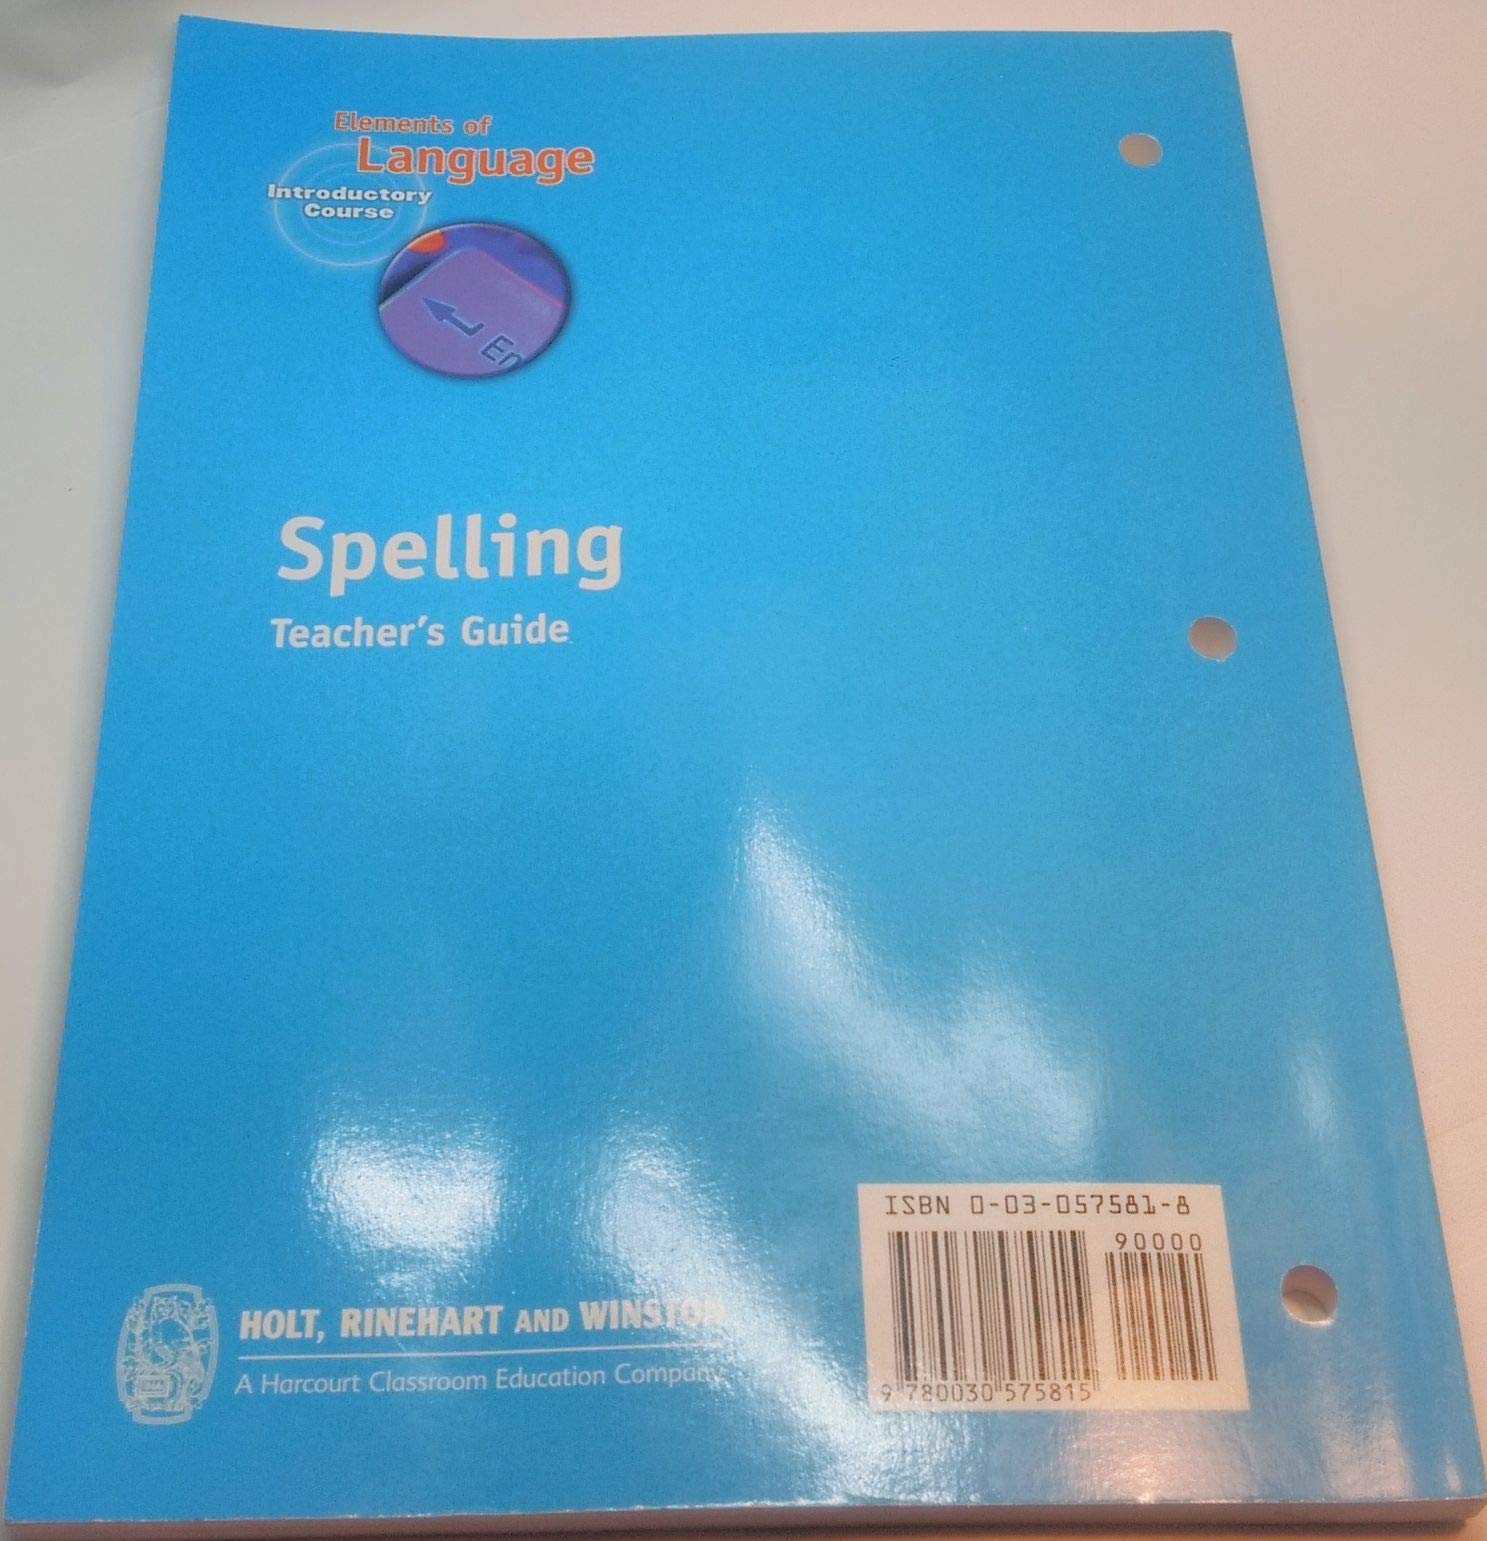 Elements of
Language
Introductory
Course
En
Spelling
Teacher's Guide
ISBN 0-03-057581-8
90000
HOLT, RINEHART AND WINSTON
A Harcourt Classroom Education Company
9 780030 575815